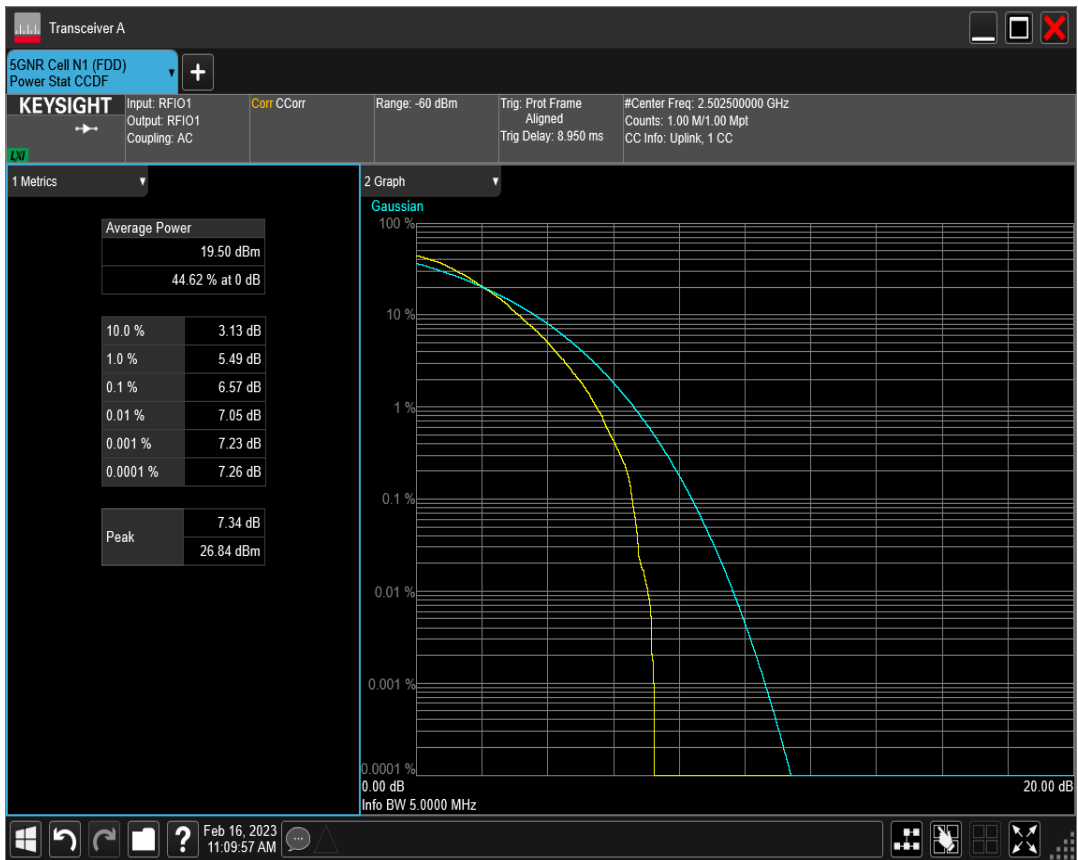 Transceiver A
5GNR Cell N1 (FDD)
Power Stat CCDF
+
KEYSIGHT
LXI
Input: RFIO1
Output: RFIO1
Coupling: AC
Corr CCorr
Range: -60 dBm
Trig: Prot Frame
Aligned
Trig Delay: 8.950 ms
#Center Freq: 2.502500000 GHz
Counts: 1.00 M/1.00 Mpt
CC Info: Uplink, 1 CC
1 Metrics
Average Power
19.50 dBm
44.62 % at 0 dB
10.0 % 3.13 dB
1.0 % 5.49 dB
0.1 % 6.57 dB
0.01 % 7.05 dB
0.001 % 7.23 dB
0.0001 % 7.26 dB
Peak 7.34 dB
26.84 dBm
2 Graph
Gaussian
100 %
10 %
1 %
0.1 %
0.01 %
0.001 %
0.0001 %
0.00 dB 20.00 dB
Info BW 5.0000 MHz
?
Feb 16, 2023
11:09:57 AM